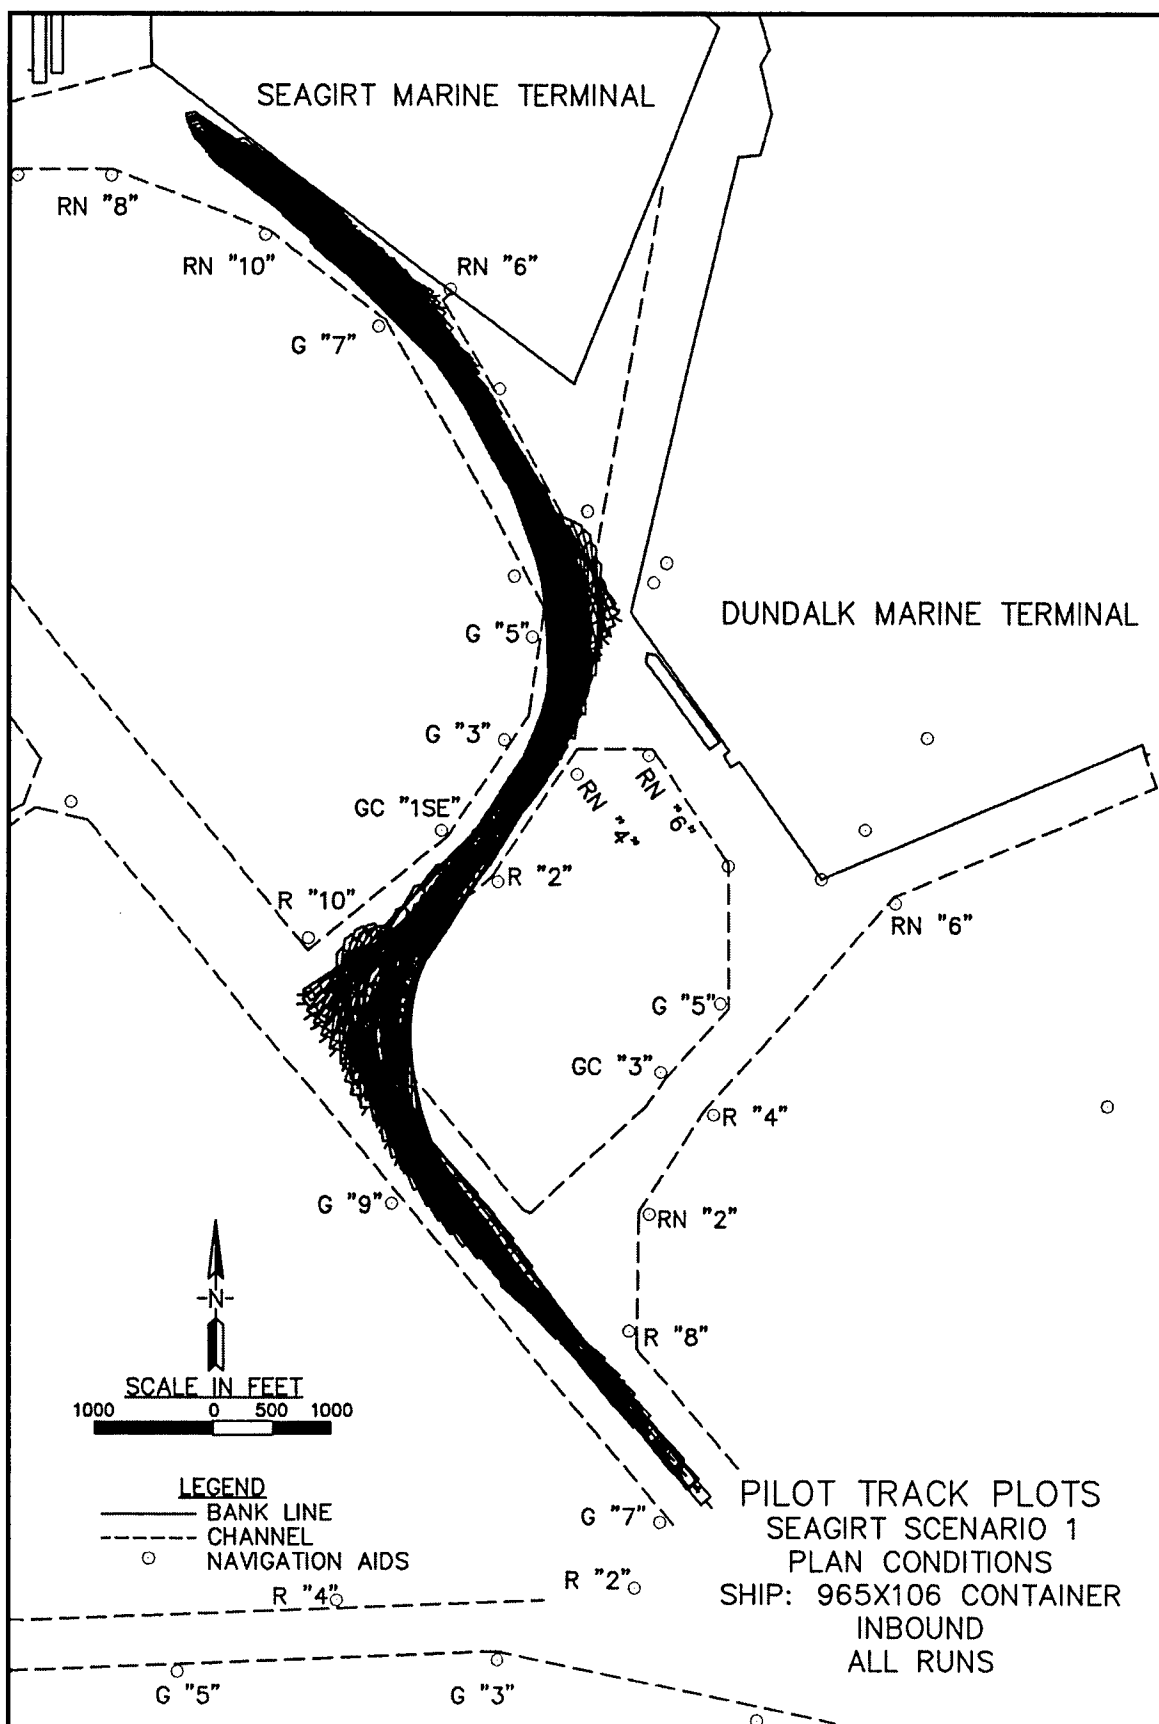 SEAGIRT MARINE TERMINAL
RN "8"
RN "10"
RN "6"
G "7"
DUNDALK MARINE TERMINAL
G "5"
G "3"
RN "4"
RN "6"
GC "1SE"
R "2"
R "10"
RN "6"
G "5"
GC "3"
R "4"
G "9"
RN "2"
N
R "8"
SCALE IN FEET
1000 0 500 1000
LEGEND
BANK LINE
CHANNEL
NAVIGATION AIDS
G "7"
PILOT TRACK PLOTS
SEAGIRT SCENARIO 1
PLAN CONDITIONS
SHIP: 965X106 CONTAINER
INBOUND
ALL RUNS
R "2"
R "4"
G "5"
G "3"